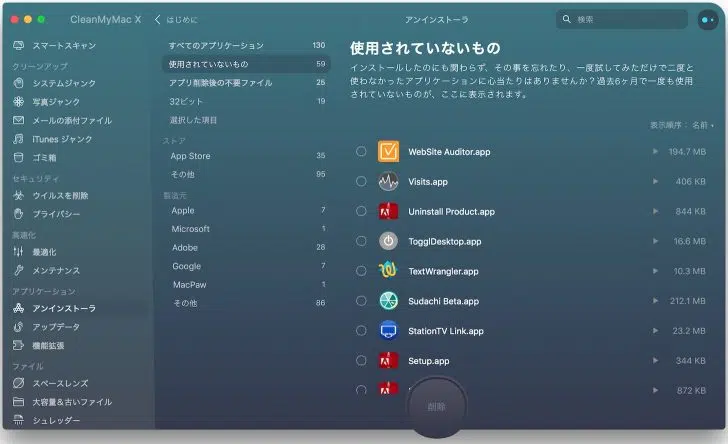 CleanMyMac X
はじめに
アンインストーラ
検索
スマートスキャン
クリーンアップ
システムジャンク
写真ジャンク
メールの添付ファイル
iTunes ジャンク
ゴミ箱
セキュリティ
ウイルスを削除
プライバシー
高速化
最適化
メンテナンス
アプリケーション
アンインストーラ
アップデータ
機能拡張
ファイル
スペースレンズ
大容量＆古いファイル
シュレッダー
すべてのアプリケーション 130
使用されていないもの 59
アプリ削除後の不要ファイル 25
32ビット 19
選択した項目
ストア
App Store 35
その他 95
製造元
Apple 7
Microsoft 1
Adobe 28
Google 7
MacPaw 1
その他 86
使用されていないもの
インストールしたのにも関わらず、その事を忘れたり、一度試してみただけで二度と
使わなかったアプリケーションに心当たりはありませんか？過去6ヶ月で一度も使用
されていないものが、ここに表示されます。
表示順序： 名前
WebSite Auditor.app 194.7 MB
Visits.app 406 KB
Uninstall Product.app 844 KB
TogglDesktop.app 16.6 MB
TextWrangler.app 10.3 MB
Sudachi Beta.app 212.1 MB
StationTV Link.app 23.2 MB
Setup.app 344 KB
872 KB
削除